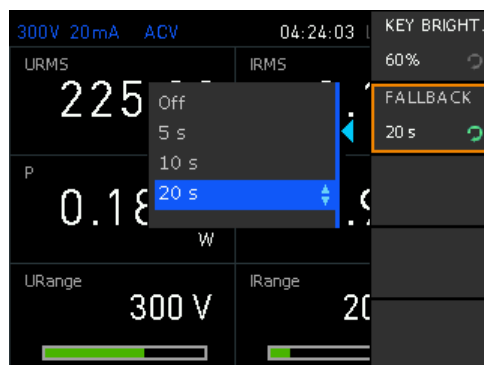 300V 20mA ACV 04:24:03
URMS
225
IRMS
P
0.18
W
URange
300 V
IRange
20
Off
5 s
10 s
20 s
KEY BRIGHT.
60%
FALLBACK
20 s